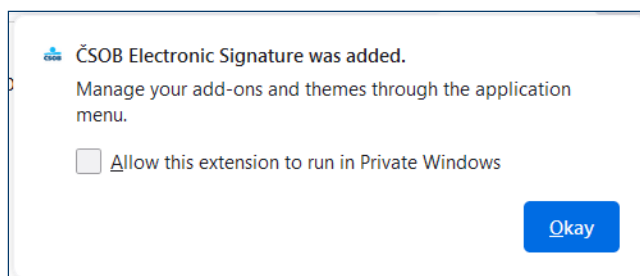 ČSOB
ČSOB Electronic Signature was added.
Manage your add-ons and themes through the application
menu.
Allow this extension to run in Private Windows
Okay